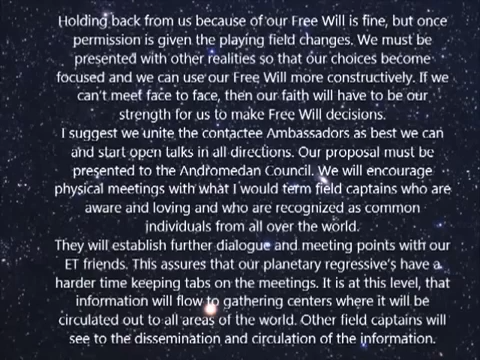 Holding back from us because of our Free Will is fine, but once
permission is given the playing field changes. We must be
presented with other realities so that our choices become
focused and we can use our Free Will more constructively. If we
can't meet face to face, then our faith will have to be our
strength for us to make Free Will decisions.
I suggest we unite the contactee Ambassadors as best we can
and start open talks in all directions. Our proposal must be
presented to the Andromedan Council. We will encourage
physical meetings with what I would term field captains who are
aware and loving and who are recognized as common
individuals from all over the world.
They will establish further dialogue and meeting points with our
ET friends. This assures that our planetary regressive's have a
harder time keeping tabs on the meetings. It is at this level, that
information will flow to gathering centers where it will be
circulated out to all areas of the world. Other field captains will
see to the dissemination and circulation of the information.